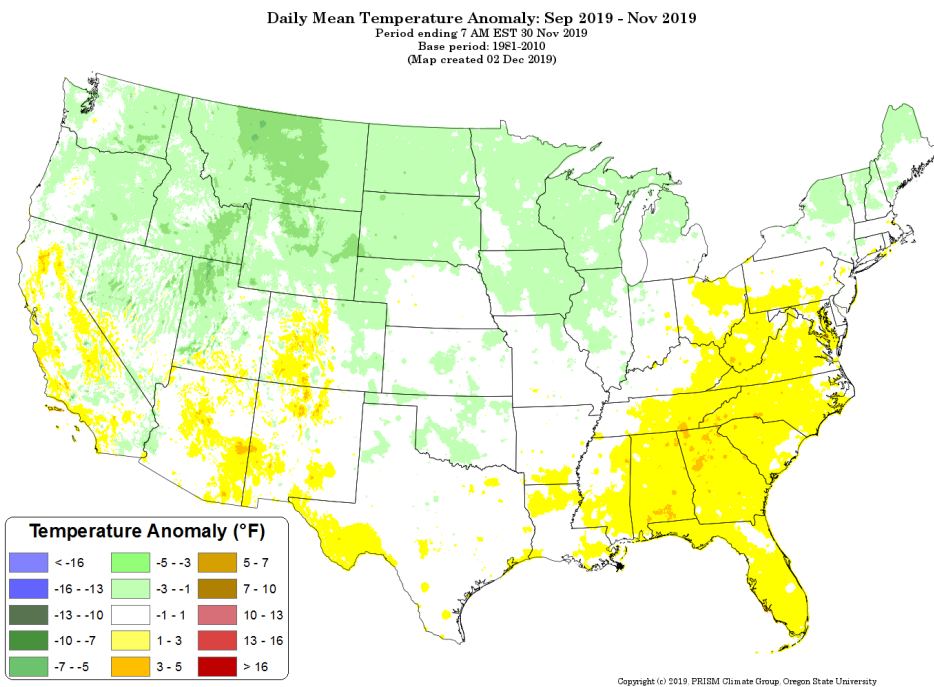 Daily Mean Temperature Anomaly: Sep 2019 - Nov 2019
Period ending 7 AM EST 30 Nov 2019
Base period: 1981-2010
(Map created 02 Dec 2019)
Temperature Anomaly (°F)
< -16
-16 - -13
-13 - -10
-10 - -7
-7 - -5
-5 - -3
-3 - -1
-1 - 1
1 - 3
3 - 5
5 - 7
7 - 10
10 - 13
13 - 16
> 16
Copyright (c) 2019, PRISM Climate Group, Oregon State University